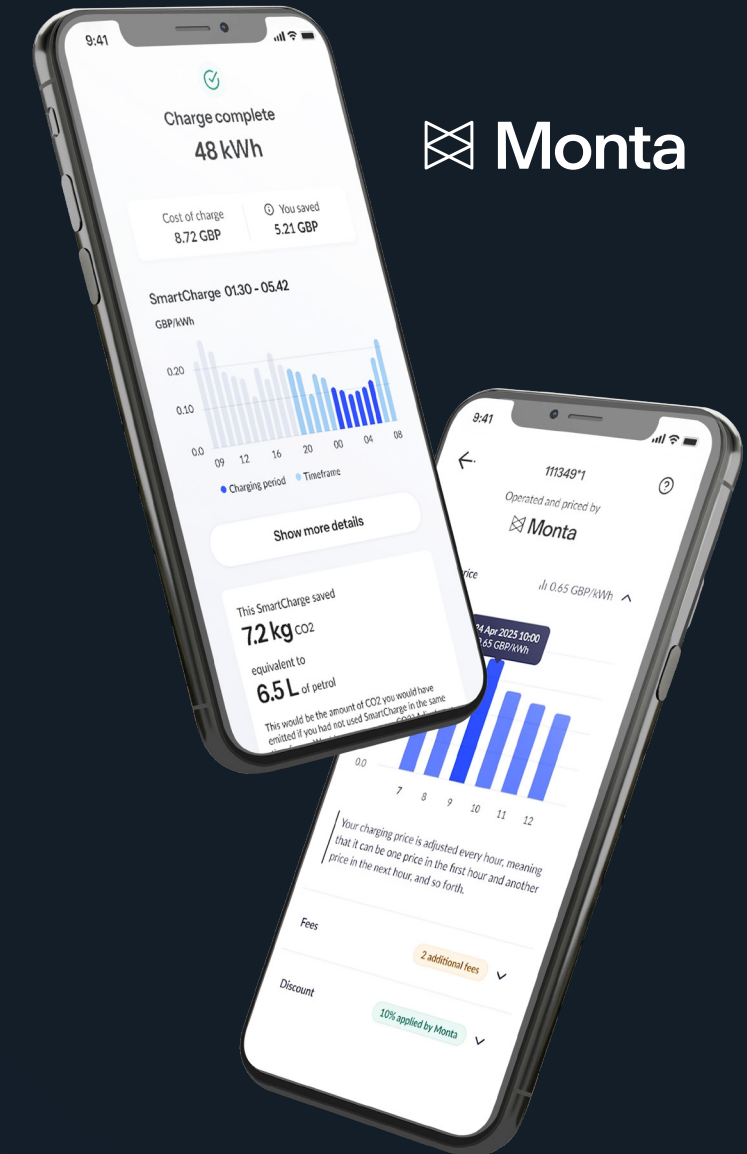 9:41
Charge complete
48 kWh
Cost of charge
8.72 GBP
You saved
5.21 GBP
SmartCharge 01.30 - 05.42
GBP/kWh
0.20
0.10
0.0
09 12 16 20 00 04 08
Charging period
Timeframe
Show more details
This SmartCharge saved
7.2 kg CO2
equivalent to
6.5 L of petrol
This would be the amount of CO2 you would have
emitted if you had not used SmartCharge in the same
Monta
9:41
111349*1
Operated and priced by
Monta
0.65 GBP/kWh
Apr 2025 10:00
GBP/kWh
0.0
7 8 9 10 11 12
Your charging price is adjusted every hour, meaning
that it can be one price in the first hour and another
price in the next hour, and so forth.
Fees
2 additional fees
Discount
10% applied by Monta